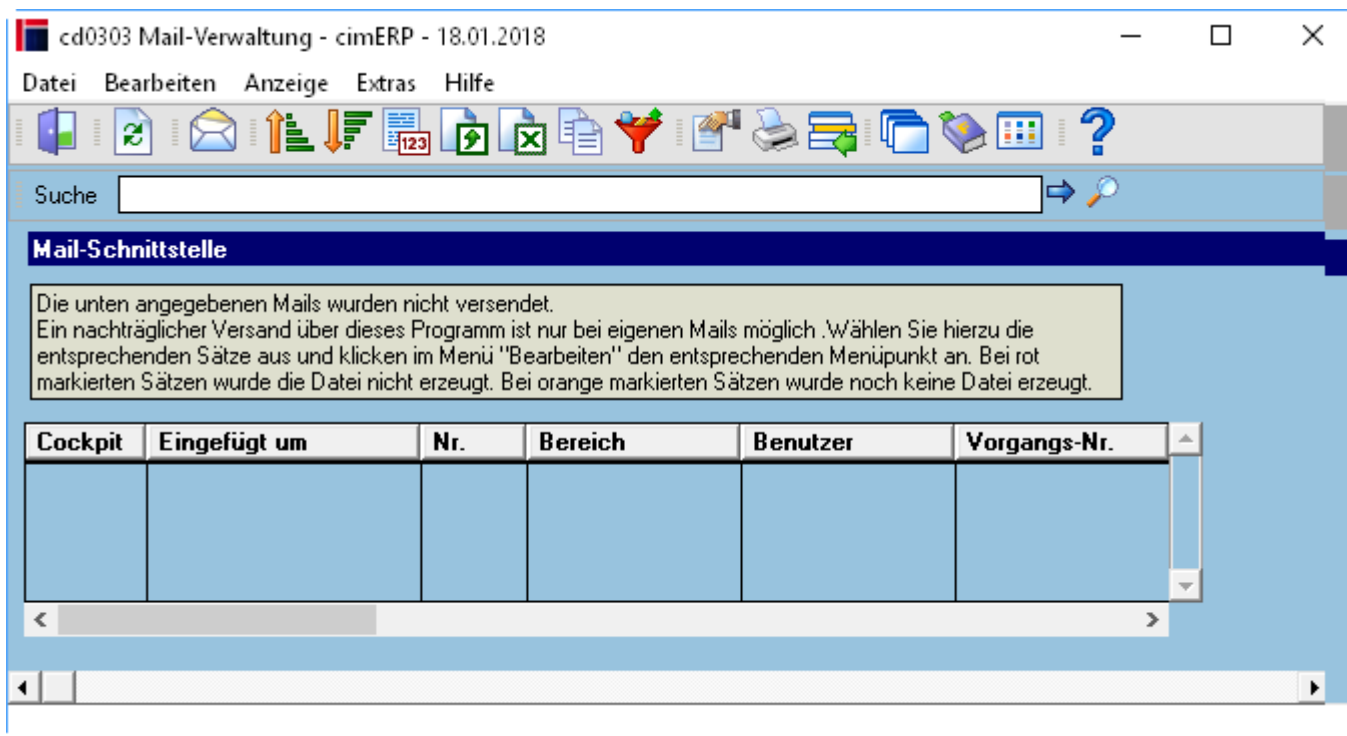 cd0303 Mail-Verwaltung - cimERP - 18.01.2018
Datei Bearbeiten Anzeige Extras Hilfe
123
Suche
Mail-Schnittstelle
Die unten angegebenen Mails wurden nicht versendet.
Ein nachträglicher Versand über dieses Programm ist nur bei eigenen Mails möglich .Wählen Sie hierzu die
entsprechenden Sätze aus und klicken im Menü "Bearbeiten" den entsprechenden Menüpunkt an. Bei rot
markierten Sätzen wurde die Datei nicht erzeugt. Bei orange markierten Sätzen wurde noch keine Datei erzeugt.
Cockpit Eingefügt um Nr. Bereich Benutzer Vorgangs-Nr.